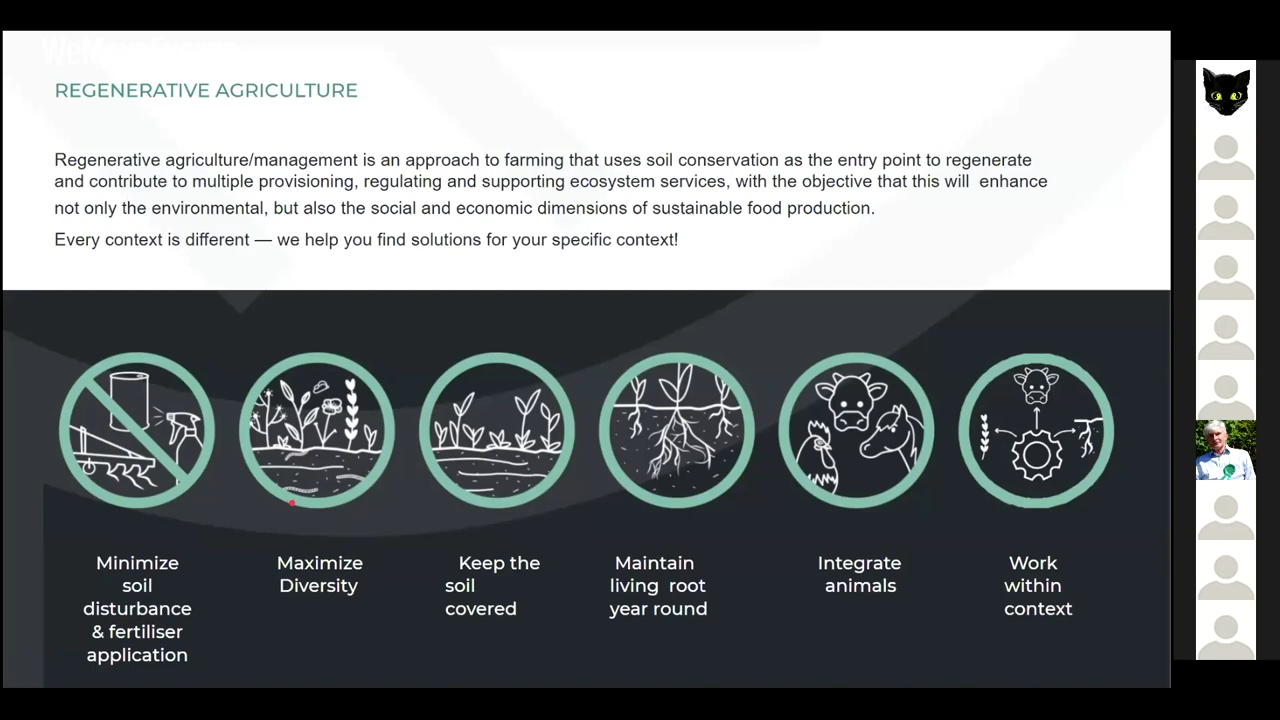 REGENERATIVE AGRICULTURE
Regenerative agriculture/management is an approach to farming that uses soil conservation as the entry point to regenerate
and contribute to multiple provisioning, regulating and supporting ecosystem services, with the objective that this will enhance
not only the environmental, but also the social and economic dimensions of sustainable food production.
Every context is different — we help you find solutions for your specific context!
Minimize
soil
disturbance
& fertiliser
application
Maximize
Diversity
Keep the
soil
covered
Maintain
living root
year round
Integrate
animals
Work
within
context